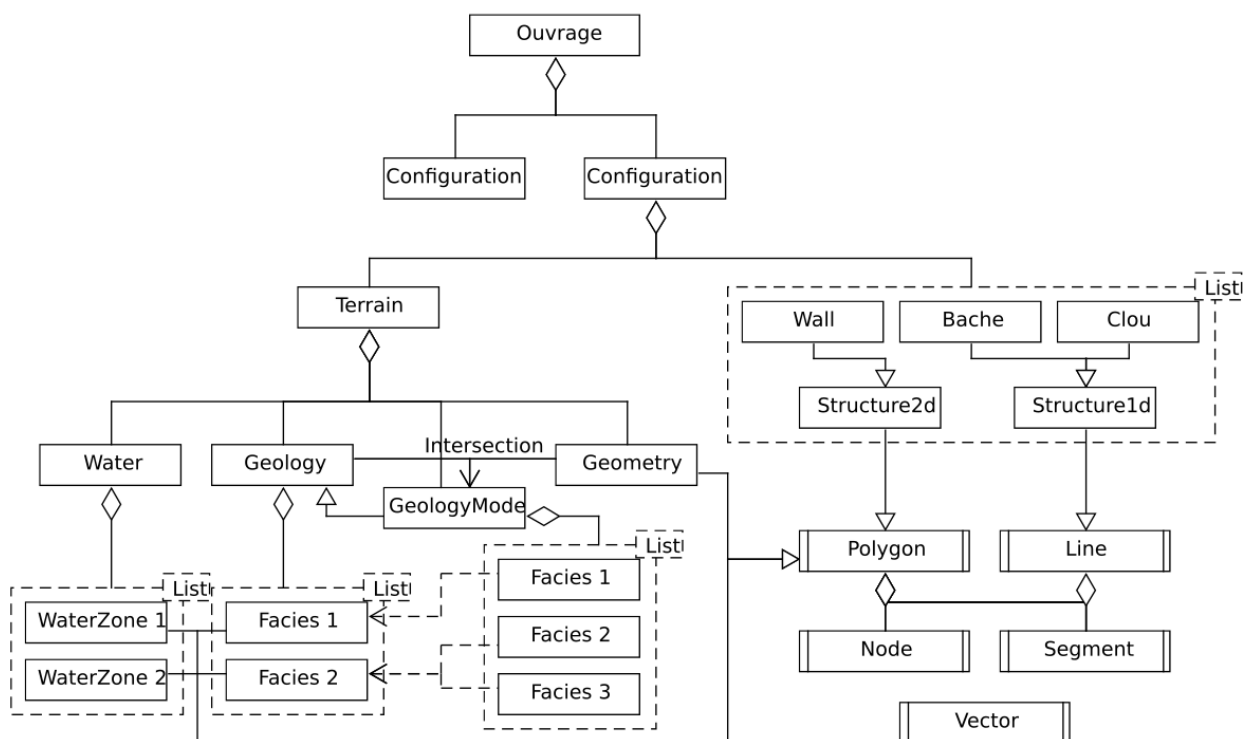 Ouvrage
Configuration
Configuration
Terrain
List
Wall
Bache
Clou
Structure2d
Structure1d
Water
Geology
Intersection
Geometry
GeologyMode
Polygon
Line
List
List
List
Facies 1
WaterZone 1
Facies 1
Facies 2
Node
Segment
WaterZone 2
Facies 2
Facies 3
Vector